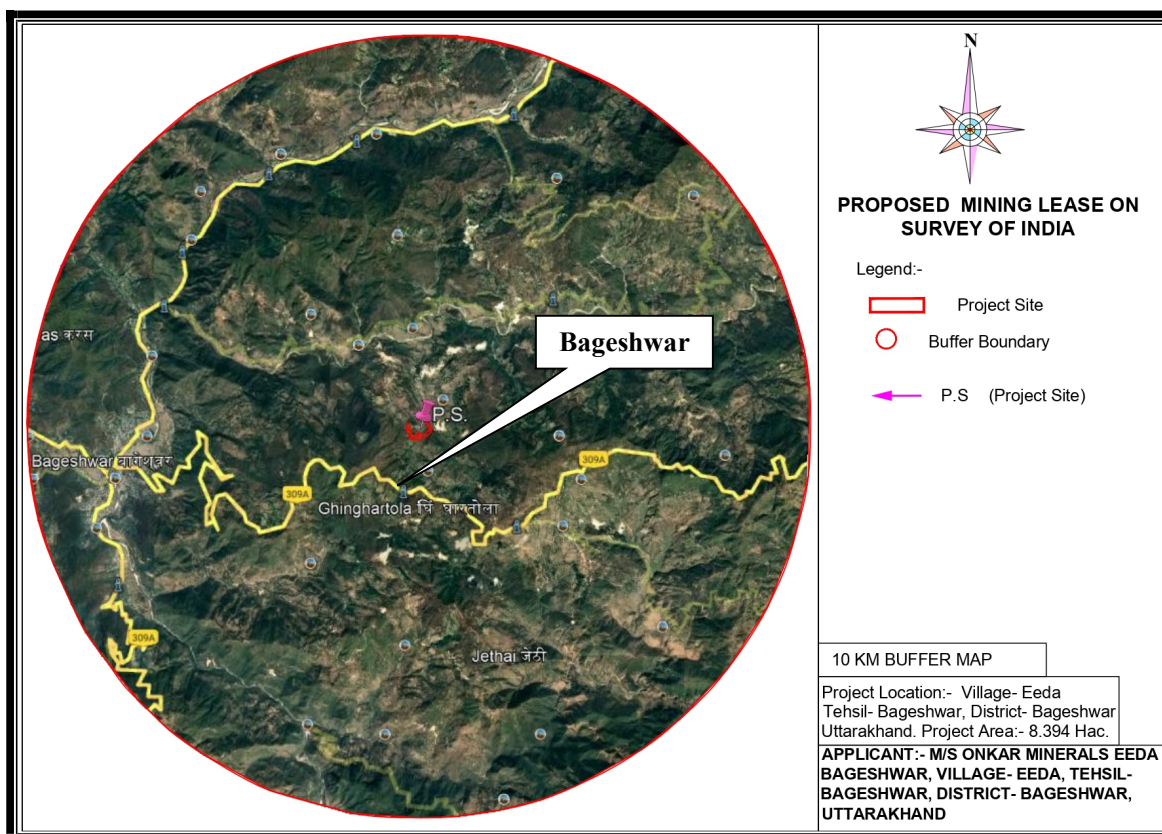 as करस
Bageshwar बागेश्वर
Bageshwar
P.S.
309A
309A
Ghinghartola घिं घारतोला
309A
Jethai जेठी
N
PROPOSED MINING LEASE ON
SURVEY OF INDIA
Legend:-
Project Site
Buffer Boundary
P.S (Project Site)
10 KM BUFFER MAP
Project Location:- Village- Eeda
Tehsil- Bageshwar, District- Bageshwar
Uttarakhand. Project Area:- 8.394 Hac.
APPLICANT:- M/S ONKAR MINERALS EEDA
BAGESHWAR, VILLAGE- EEDA, TEHSIL-
BAGESHWAR, DISTRICT- BAGESHWAR,
UTTARAKHAND